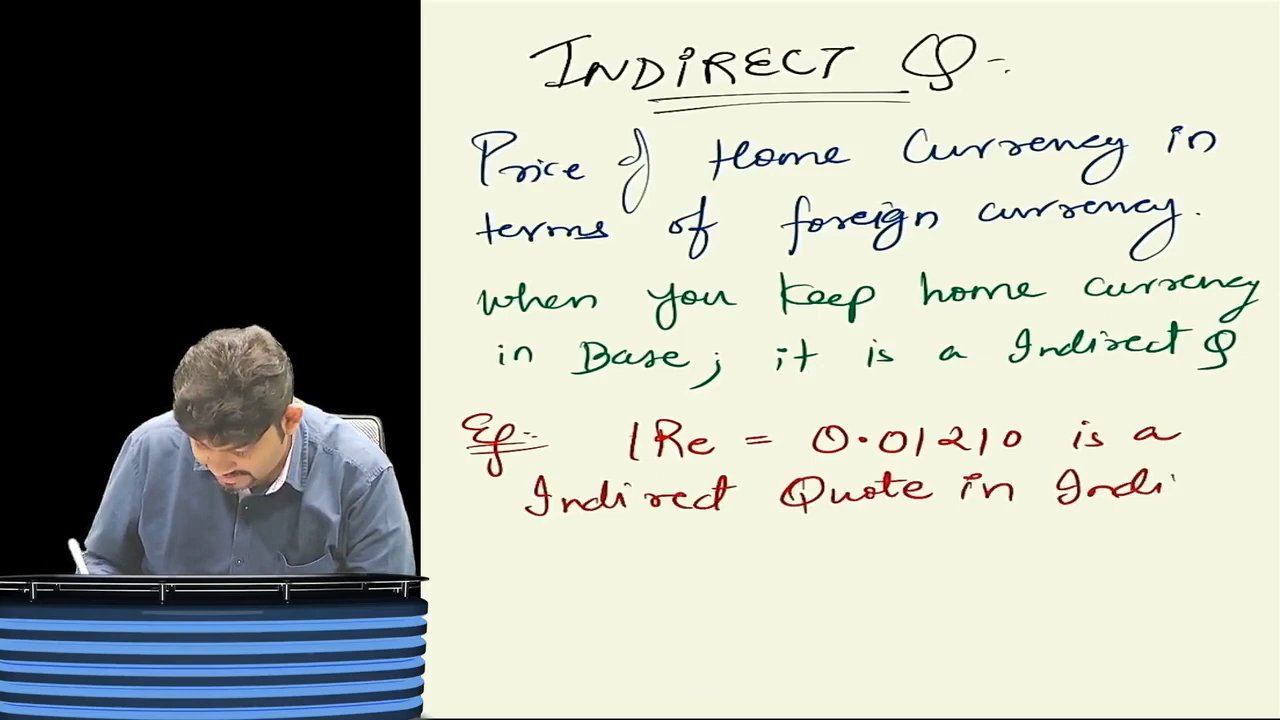 INDIRECT Q:-
Price of Home Currency in
terms of foreign currency.
when you keep home currency
in Base; it is a Indirect Q
Eg:- 1Re = 0.01210 is a
Indirect Quote in Indi